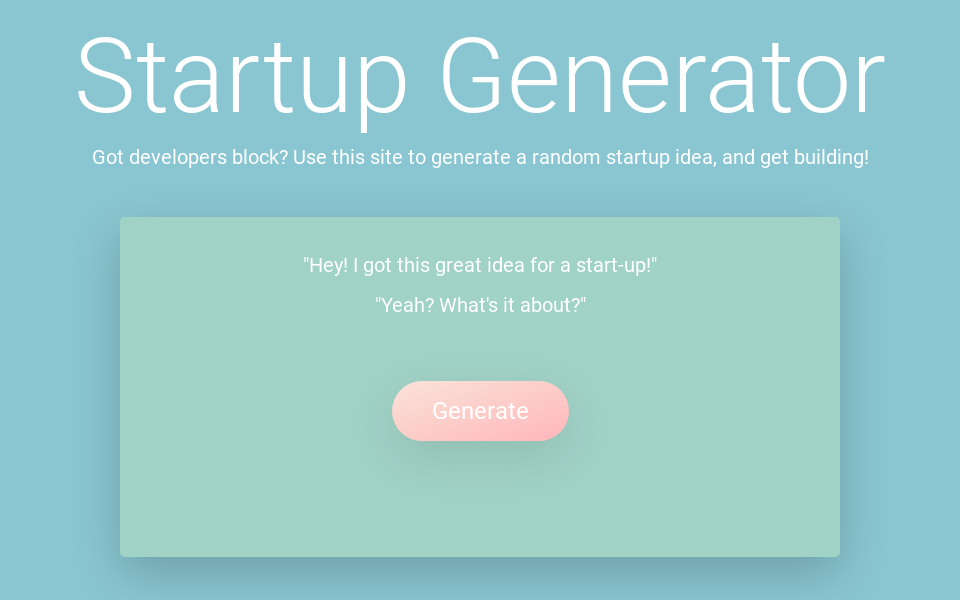 Startup Generator
Got developers block? Use this site to generate a random startup idea, and get building!
"Hey! I got this great idea for a start-up!"
"Yeah? What's it about?"
Generate